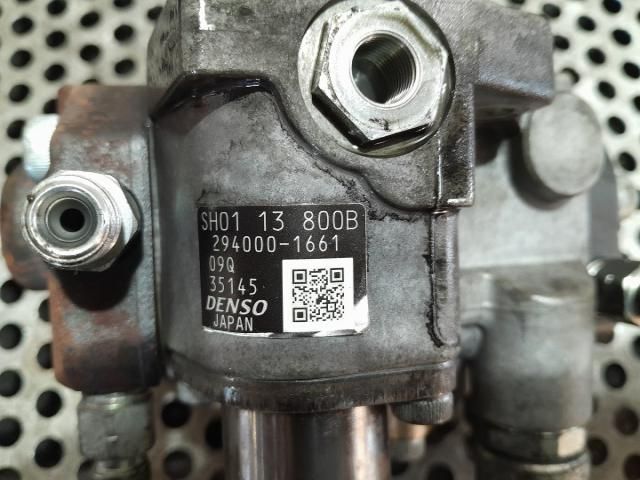 SH01 13 800B
294000-1661
09Q
35145
DENSO
JAPAN